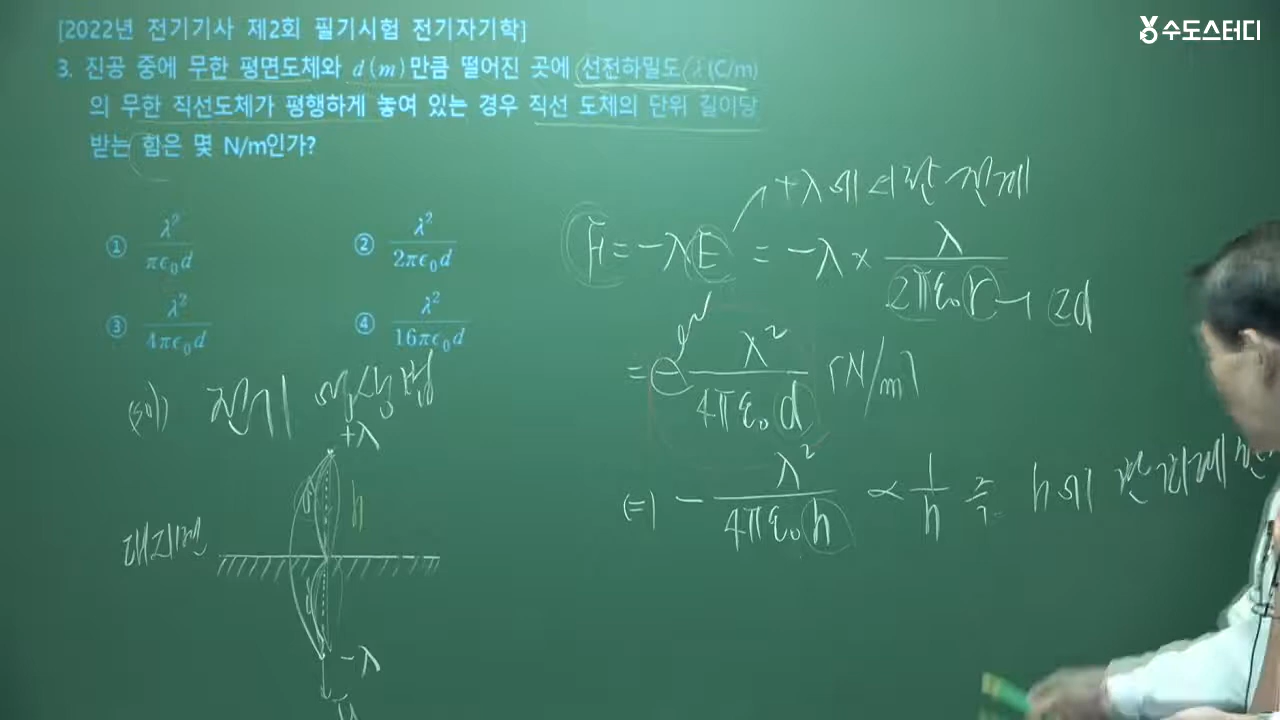 수도스터디
[2022년 전기기사 제2회 필기시험 전기자기학]
3. 진공 중에 무한 평면도체와 d(m)만큼 떨어진 곳에 선전하밀도 λ(C/m)
의 무한 직선도체가 평행하게 놓여 있는 경우 직선 도체의 단위 길이당
받는 힘은 몇 N/m인가?
① λ²/πε₀d ② λ²/2πε₀d
③ λ²/4πε₀d ④ λ²/16πε₀d
전기 영상법
+λ
h
대지면
-λ
+λ에 의한 전계
F = -λE = -λ × λ/2πε₀r → 2d
= - λ²/4πε₀d [N/m]
⇒ - λ²/4πε₀h ∝ 1/h 즉 h에 반비례